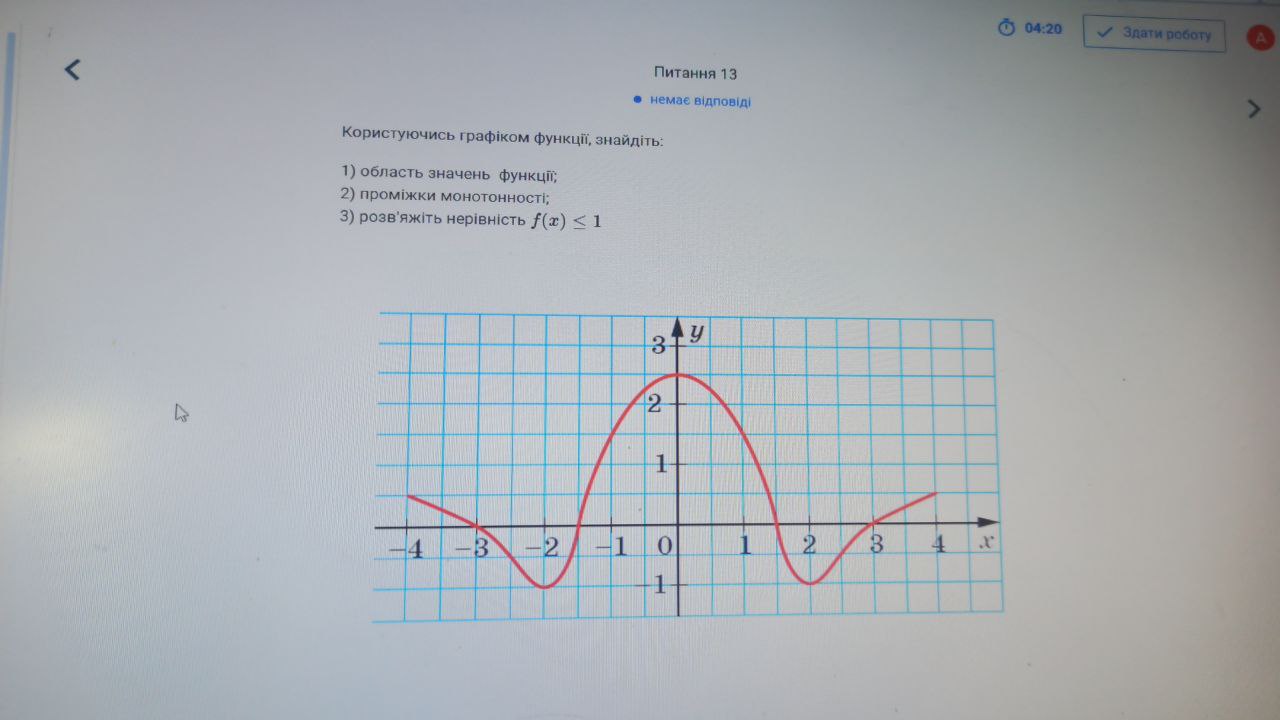 04:20
Здати роботу
А
Питання 13
немає відповіді
Користуючись графіком функції, знайдіть:
1) область значень функції;
2) проміжки монотонності;
3) розв'яжіть нерівність f(x) ≤ 1
y
3
2
1
−4 −3 −2 −1 0 1 2 3 4 x
−1